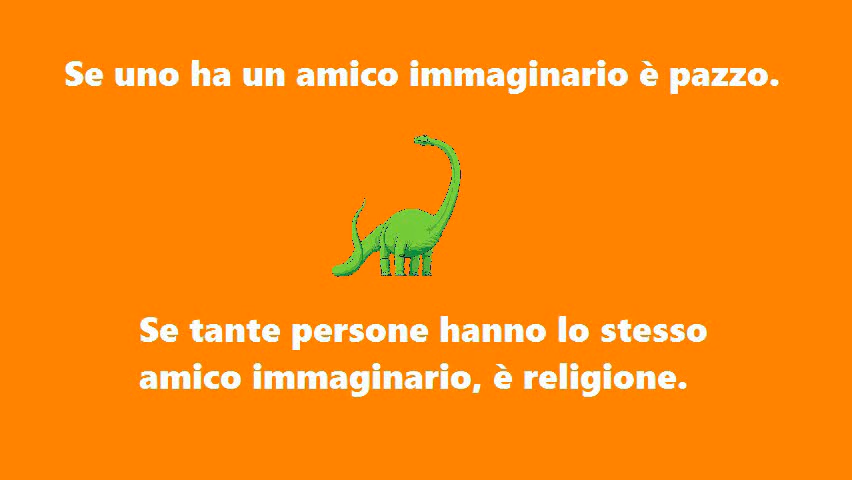 Se uno ha un amico immaginario è pazzo.
Se tante persone hanno lo stesso
amico immaginario, è religione.